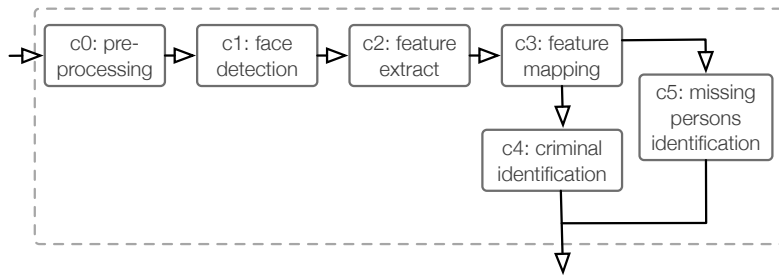 c0: pre-
processing
c1: face
detection
c2: feature
extract
c3: feature
mapping
c4: criminal
identification
c5: missing
persons
identification